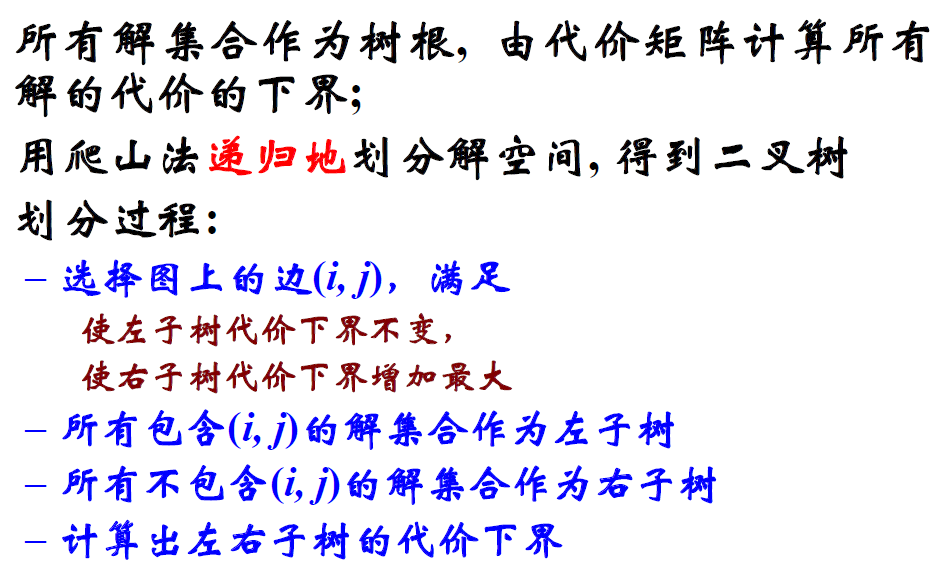 所有解集合作为树根, 由代价矩阵计算所有
解的代价的下界;
用爬山法递归地划分解空间, 得到二叉树
划分过程:
– 选择图上的边(i, j)，满足
使左子树代价下界不变，
使右子树代价下界增加最大
– 所有包含(i, j)的解集合作为左子树
– 所有不包含(i, j)的解集合作为右子树
– 计算出左右子树的代价下界